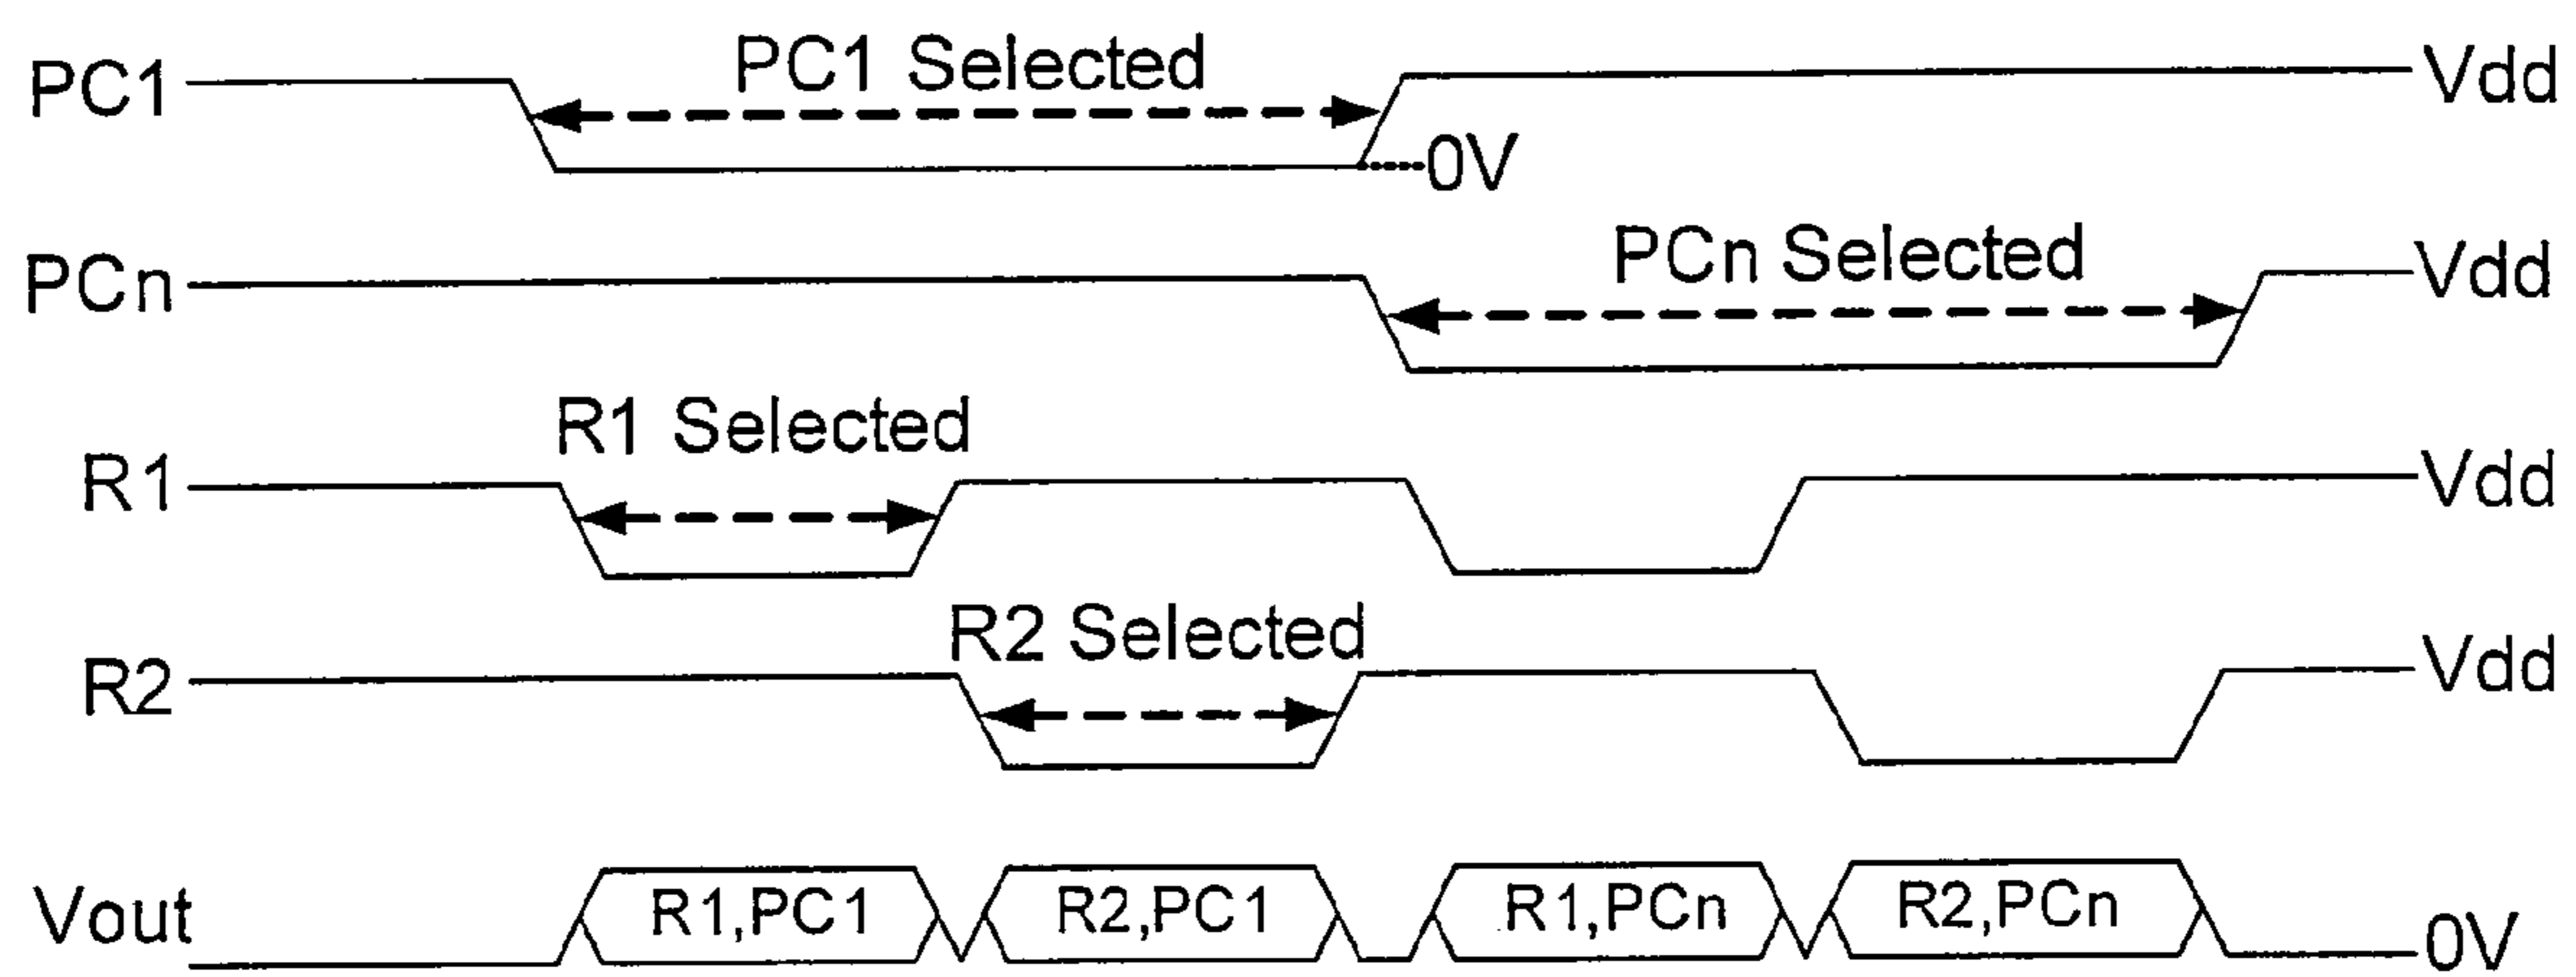 PC1 Selected
PC1 Vdd
0V
PCn Selected
PCn Vdd
R1 Selected
R1 Vdd
R2 Selected
R2 Vdd
Vout R1,PC1 R2,PC1 R1,PCn R2,PCn 0V